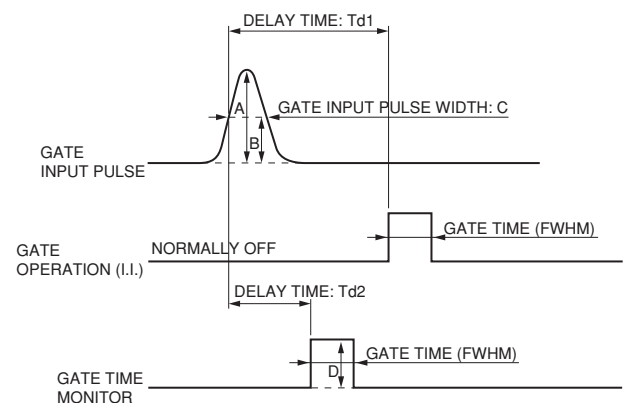 DELAY TIME: Td1
A
GATE INPUT PULSE WIDTH: C
B
GATE
INPUT PULSE
GATE TIME (FWHM)
NORMALLY OFF
GATE
OPERATION (I.I.)
DELAY TIME: Td2
GATE TIME (FWHM)
D
GATE TIME
MONITOR